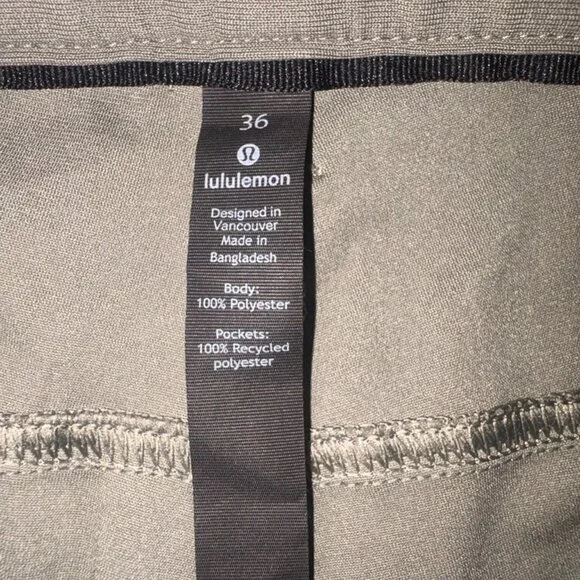 36
lululemon
Designed in
Vancouver
Made in
Bangladesh
Body:
100% Polyester
Pockets:
100% Recycled
polyester